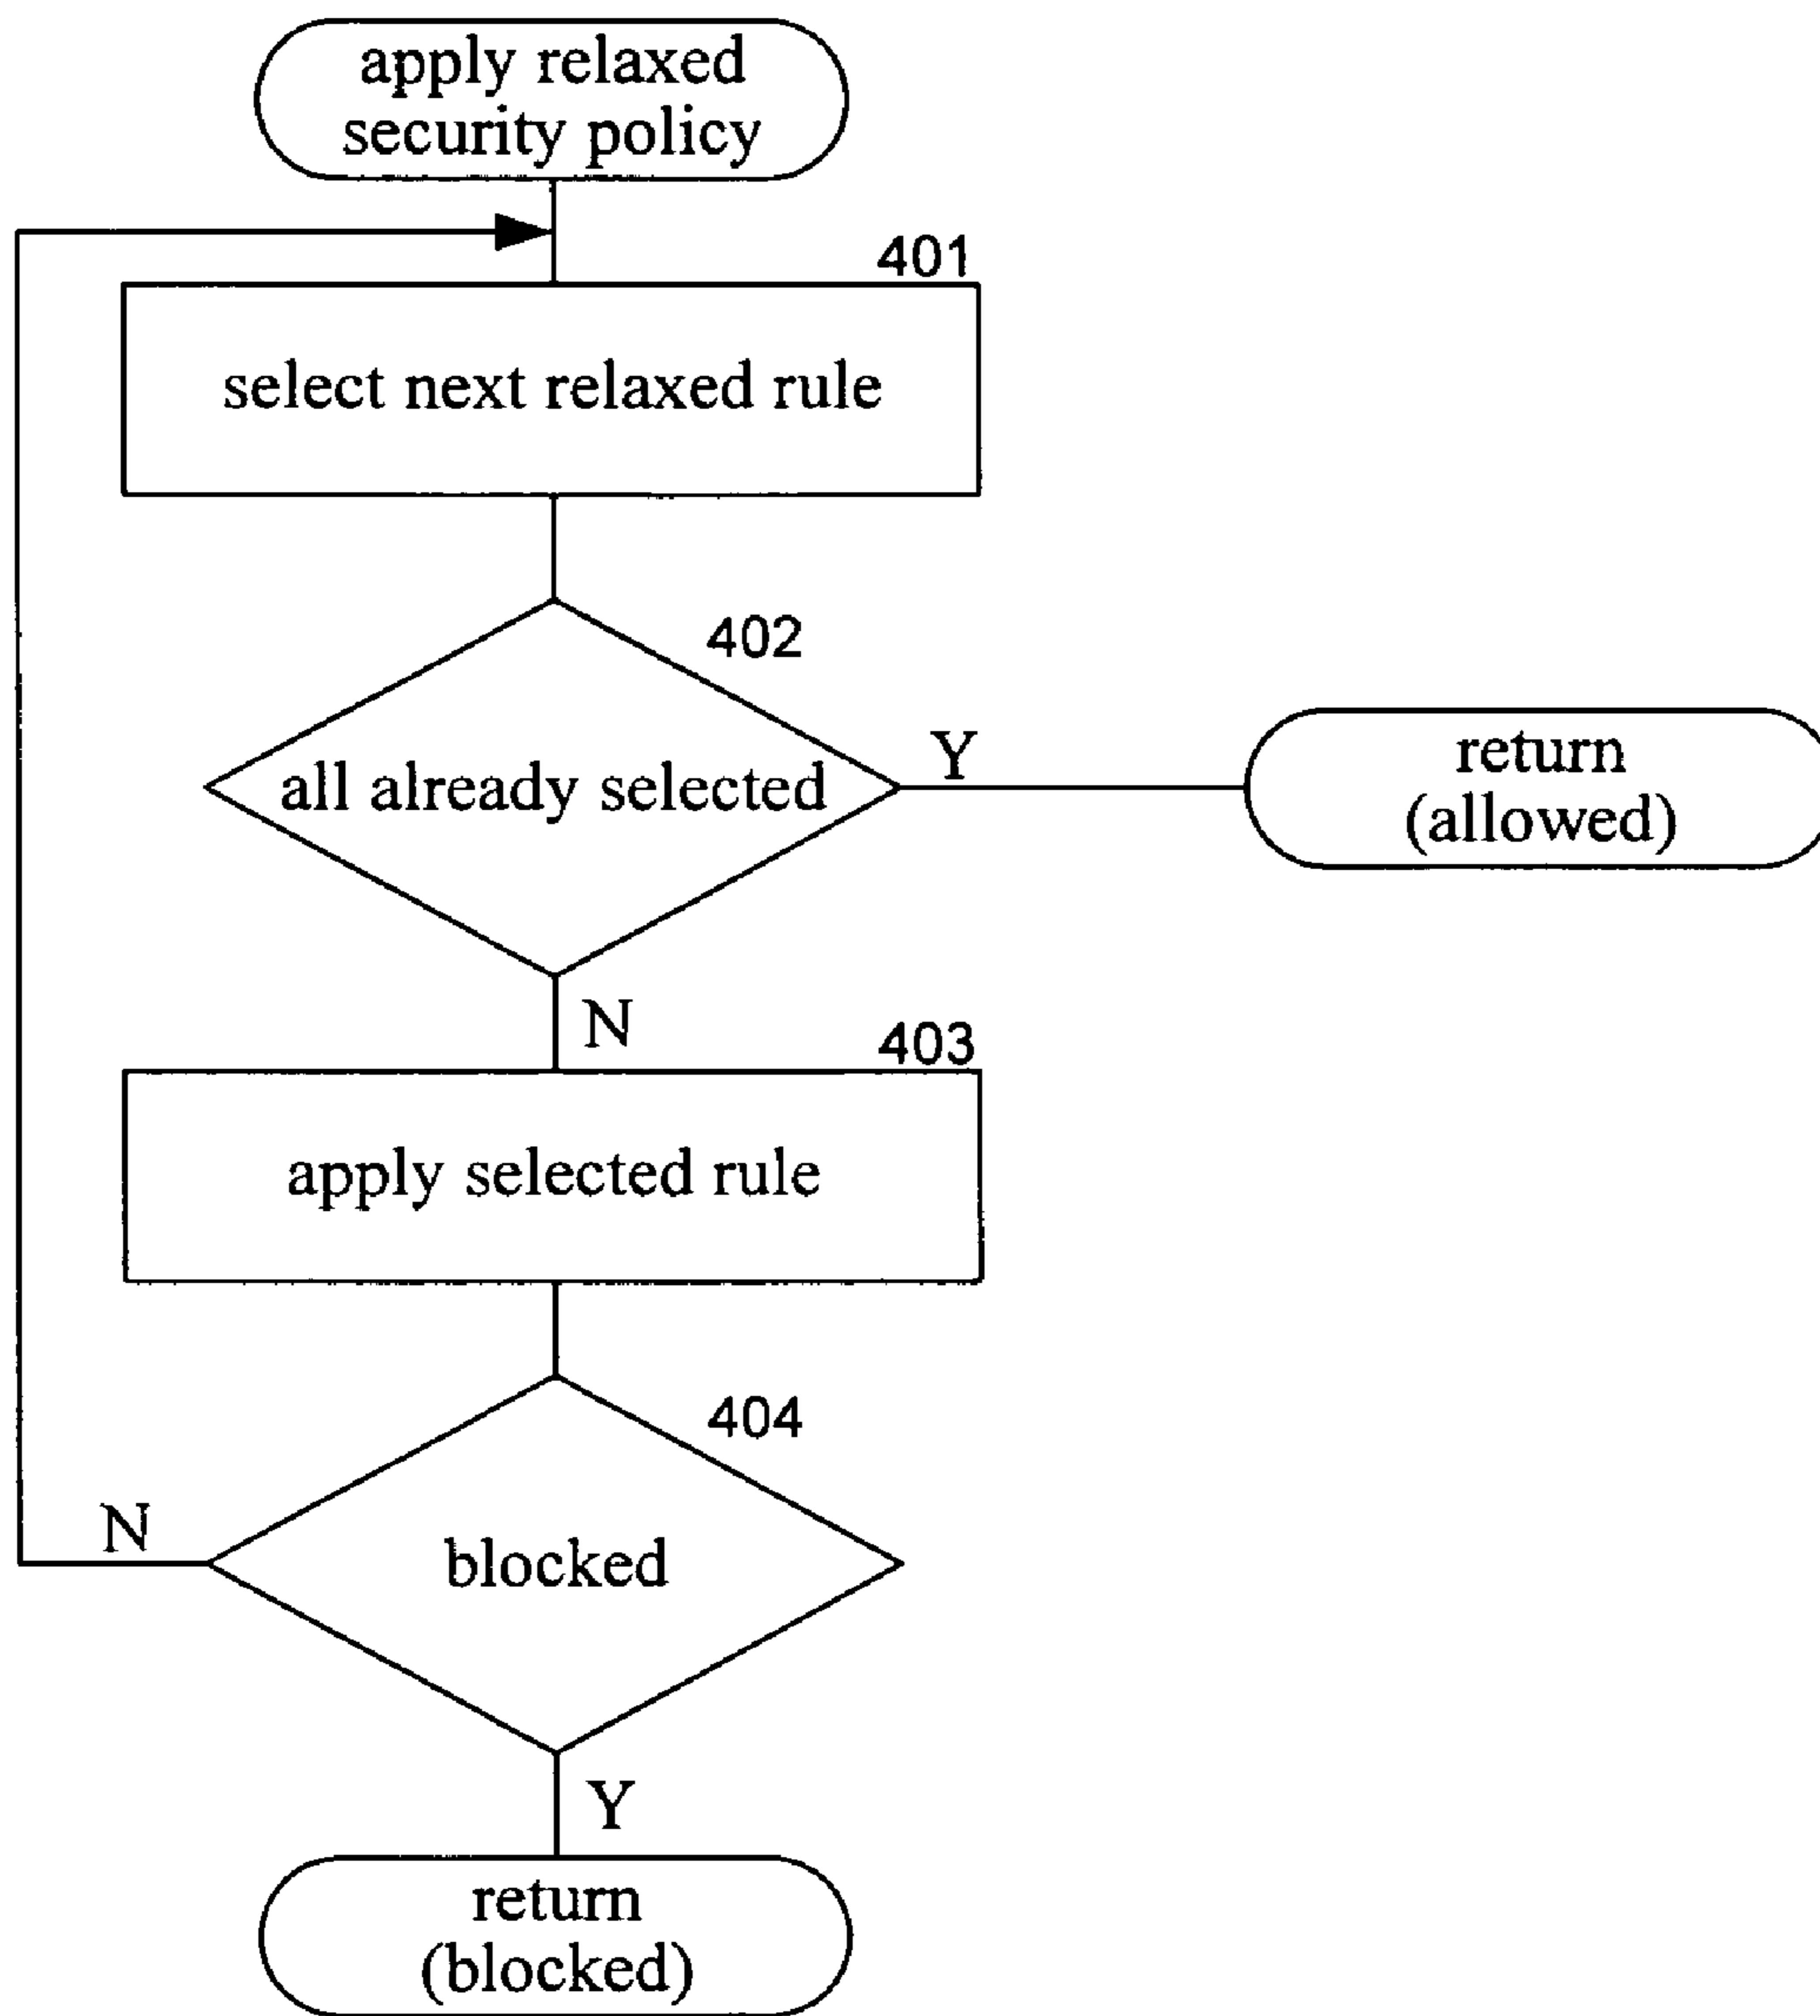 apply relaxed
security policy
401
select next relaxed rule
402
all already selected
Y
return
(allowed)
N
403
apply selected rule
404
N
blocked
Y
return
(blocked)